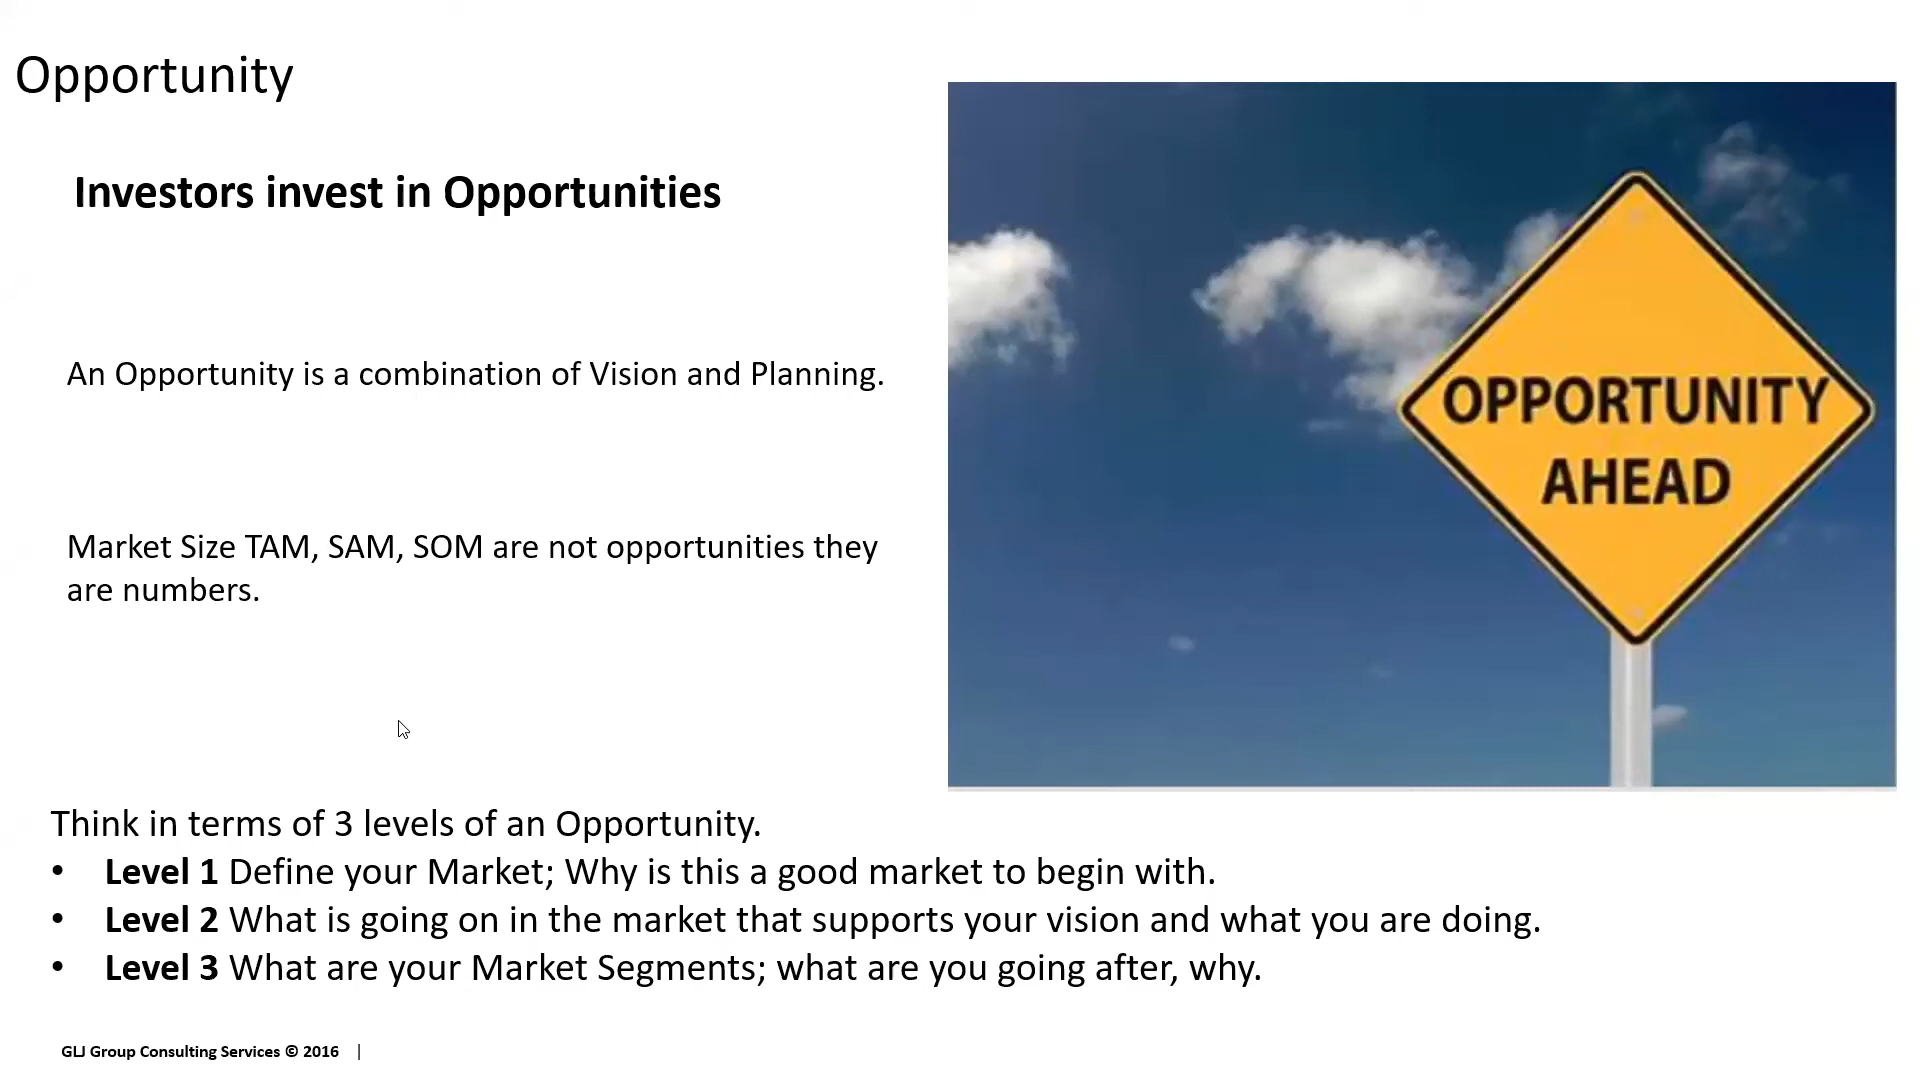 Opportunity
Investors invest in Opportunities
An Opportunity is a combination of Vision and Planning.
Market Size TAM, SAM, SOM are not opportunities they
are numbers.
OPPORTUNITY
AHEAD
Think in terms of 3 levels of an Opportunity.
• Level 1 Define your Market; Why is this a good market to begin with.
• Level 2 What is going on in the market that supports your vision and what you are doing.
• Level 3 What are your Market Segments; what are you going after, why.
GLJ Group Consulting Services © 2016 |